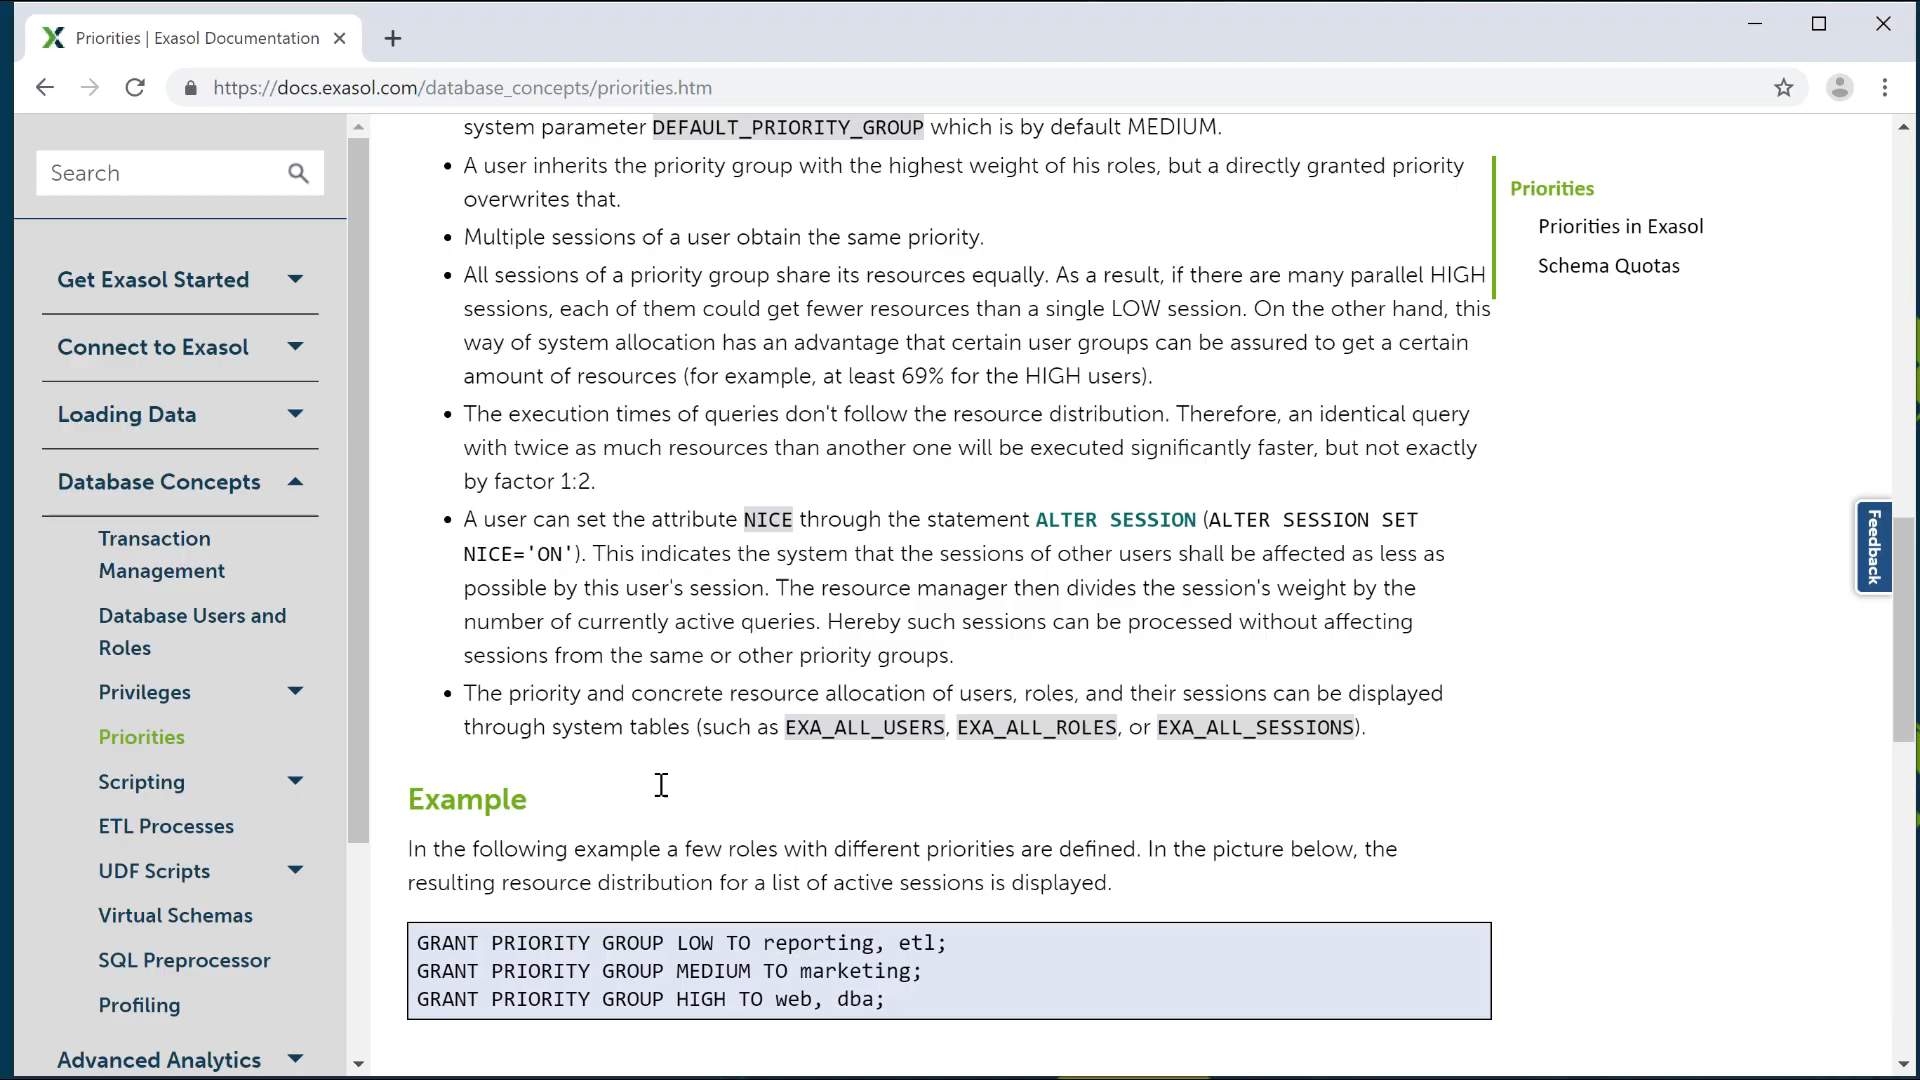 Priorities | Exasol Documentation
https://docs.exasol.com/database_concepts/priorities.htm
Search
Get Exasol Started
Connect to Exasol
Loading Data
Database Concepts
Transaction
Management
Database Users and
Roles
Privileges
Priorities
Scripting
ETL Processes
UDF Scripts
Virtual Schemas
SQL Preprocessor
Profiling
Advanced Analytics
system parameter DEFAULT_PRIORITY_GROUP which is by default MEDIUM.
• A user inherits the priority group with the highest weight of his roles, but a directly granted priority
overwrites that.
• Multiple sessions of a user obtain the same priority.
• All sessions of a priority group share its resources equally. As a result, if there are many parallel HIGH
sessions, each of them could get fewer resources than a single LOW session. On the other hand, this
way of system allocation has an advantage that certain user groups can be assured to get a certain
amount of resources (for example, at least 69% for the HIGH users).
• The execution times of queries don't follow the resource distribution. Therefore, an identical query
with twice as much resources than another one will be executed significantly faster, but not exactly
by factor 1:2.
• A user can set the attribute NICE through the statement ALTER SESSION (ALTER SESSION SET
NICE='ON'). This indicates the system that the sessions of other users shall be affected as less as
possible by this user's session. The resource manager then divides the session's weight by the
number of currently active queries. Hereby such sessions can be processed without affecting
sessions from the same or other priority groups.
• The priority and concrete resource allocation of users, roles, and their sessions can be displayed
through system tables (such as EXA_ALL_USERS, EXA_ALL_ROLES, or EXA_ALL_SESSIONS).
Example
In the following example a few roles with different priorities are defined. In the picture below, the
resulting resource distribution for a list of active sessions is displayed.
GRANT PRIORITY GROUP LOW TO reporting, etl;
GRANT PRIORITY GROUP MEDIUM TO marketing;
GRANT PRIORITY GROUP HIGH TO web, dba;
Priorities
Priorities in Exasol
Schema Quotas
Feedback